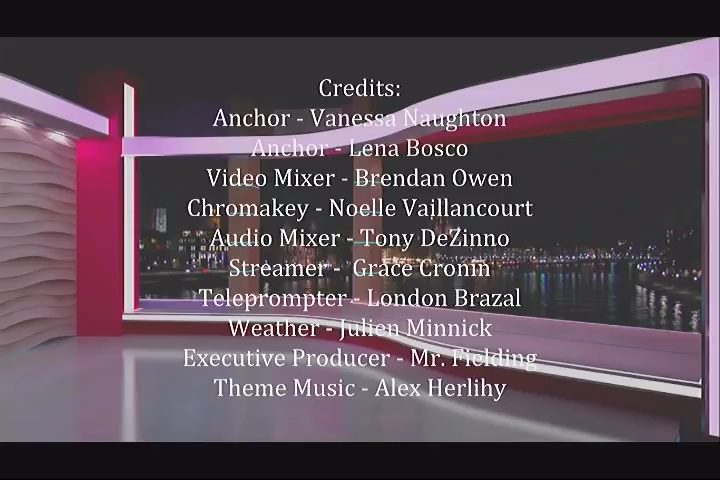 Credits:
Anchor - Vanessa Naughton
Anchor - Lena Bosco
Video Mixer - Brendan Owen
Chromakey - Noelle Vaillancourt
Audio Mixer - Tony DeZinno
Streamer -  Grace Cronin
Teleprompter - London Brazal
Weather - Julien Minnick
Executive Producer - Mr. Fielding
Theme Music - Alex Herlihy